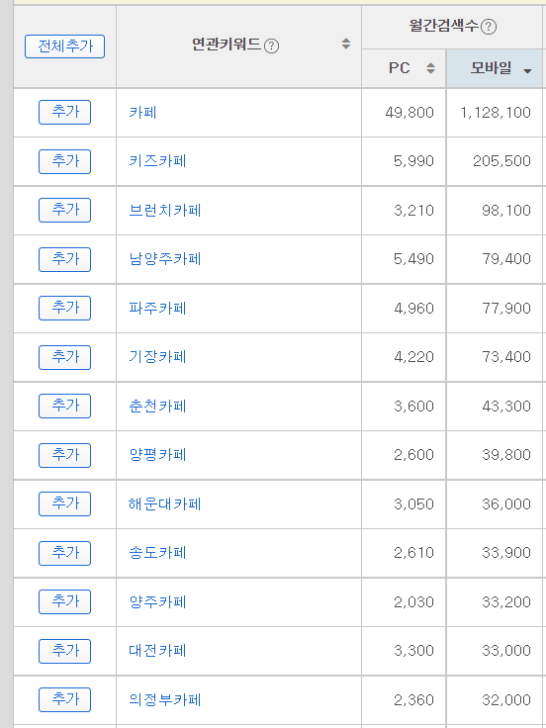 전체추가 연관키워드 ? 월간검색수 ?
PC 모바일
추가 카페 49,800 1,128,100
추가 키즈카페 5,990 205,500
추가 브런치카페 3,210 98,100
추가 남양주카페 5,490 79,400
추가 파주카페 4,960 77,900
추가 기장카페 4,220 73,400
추가 춘천카페 3,600 43,300
추가 양평카페 2,600 39,800
추가 해운대카페 3,050 36,000
추가 송도카페 2,610 33,900
추가 양주카페 2,030 33,200
추가 대전카페 3,300 33,000
추가 의정부카페 2,360 32,000